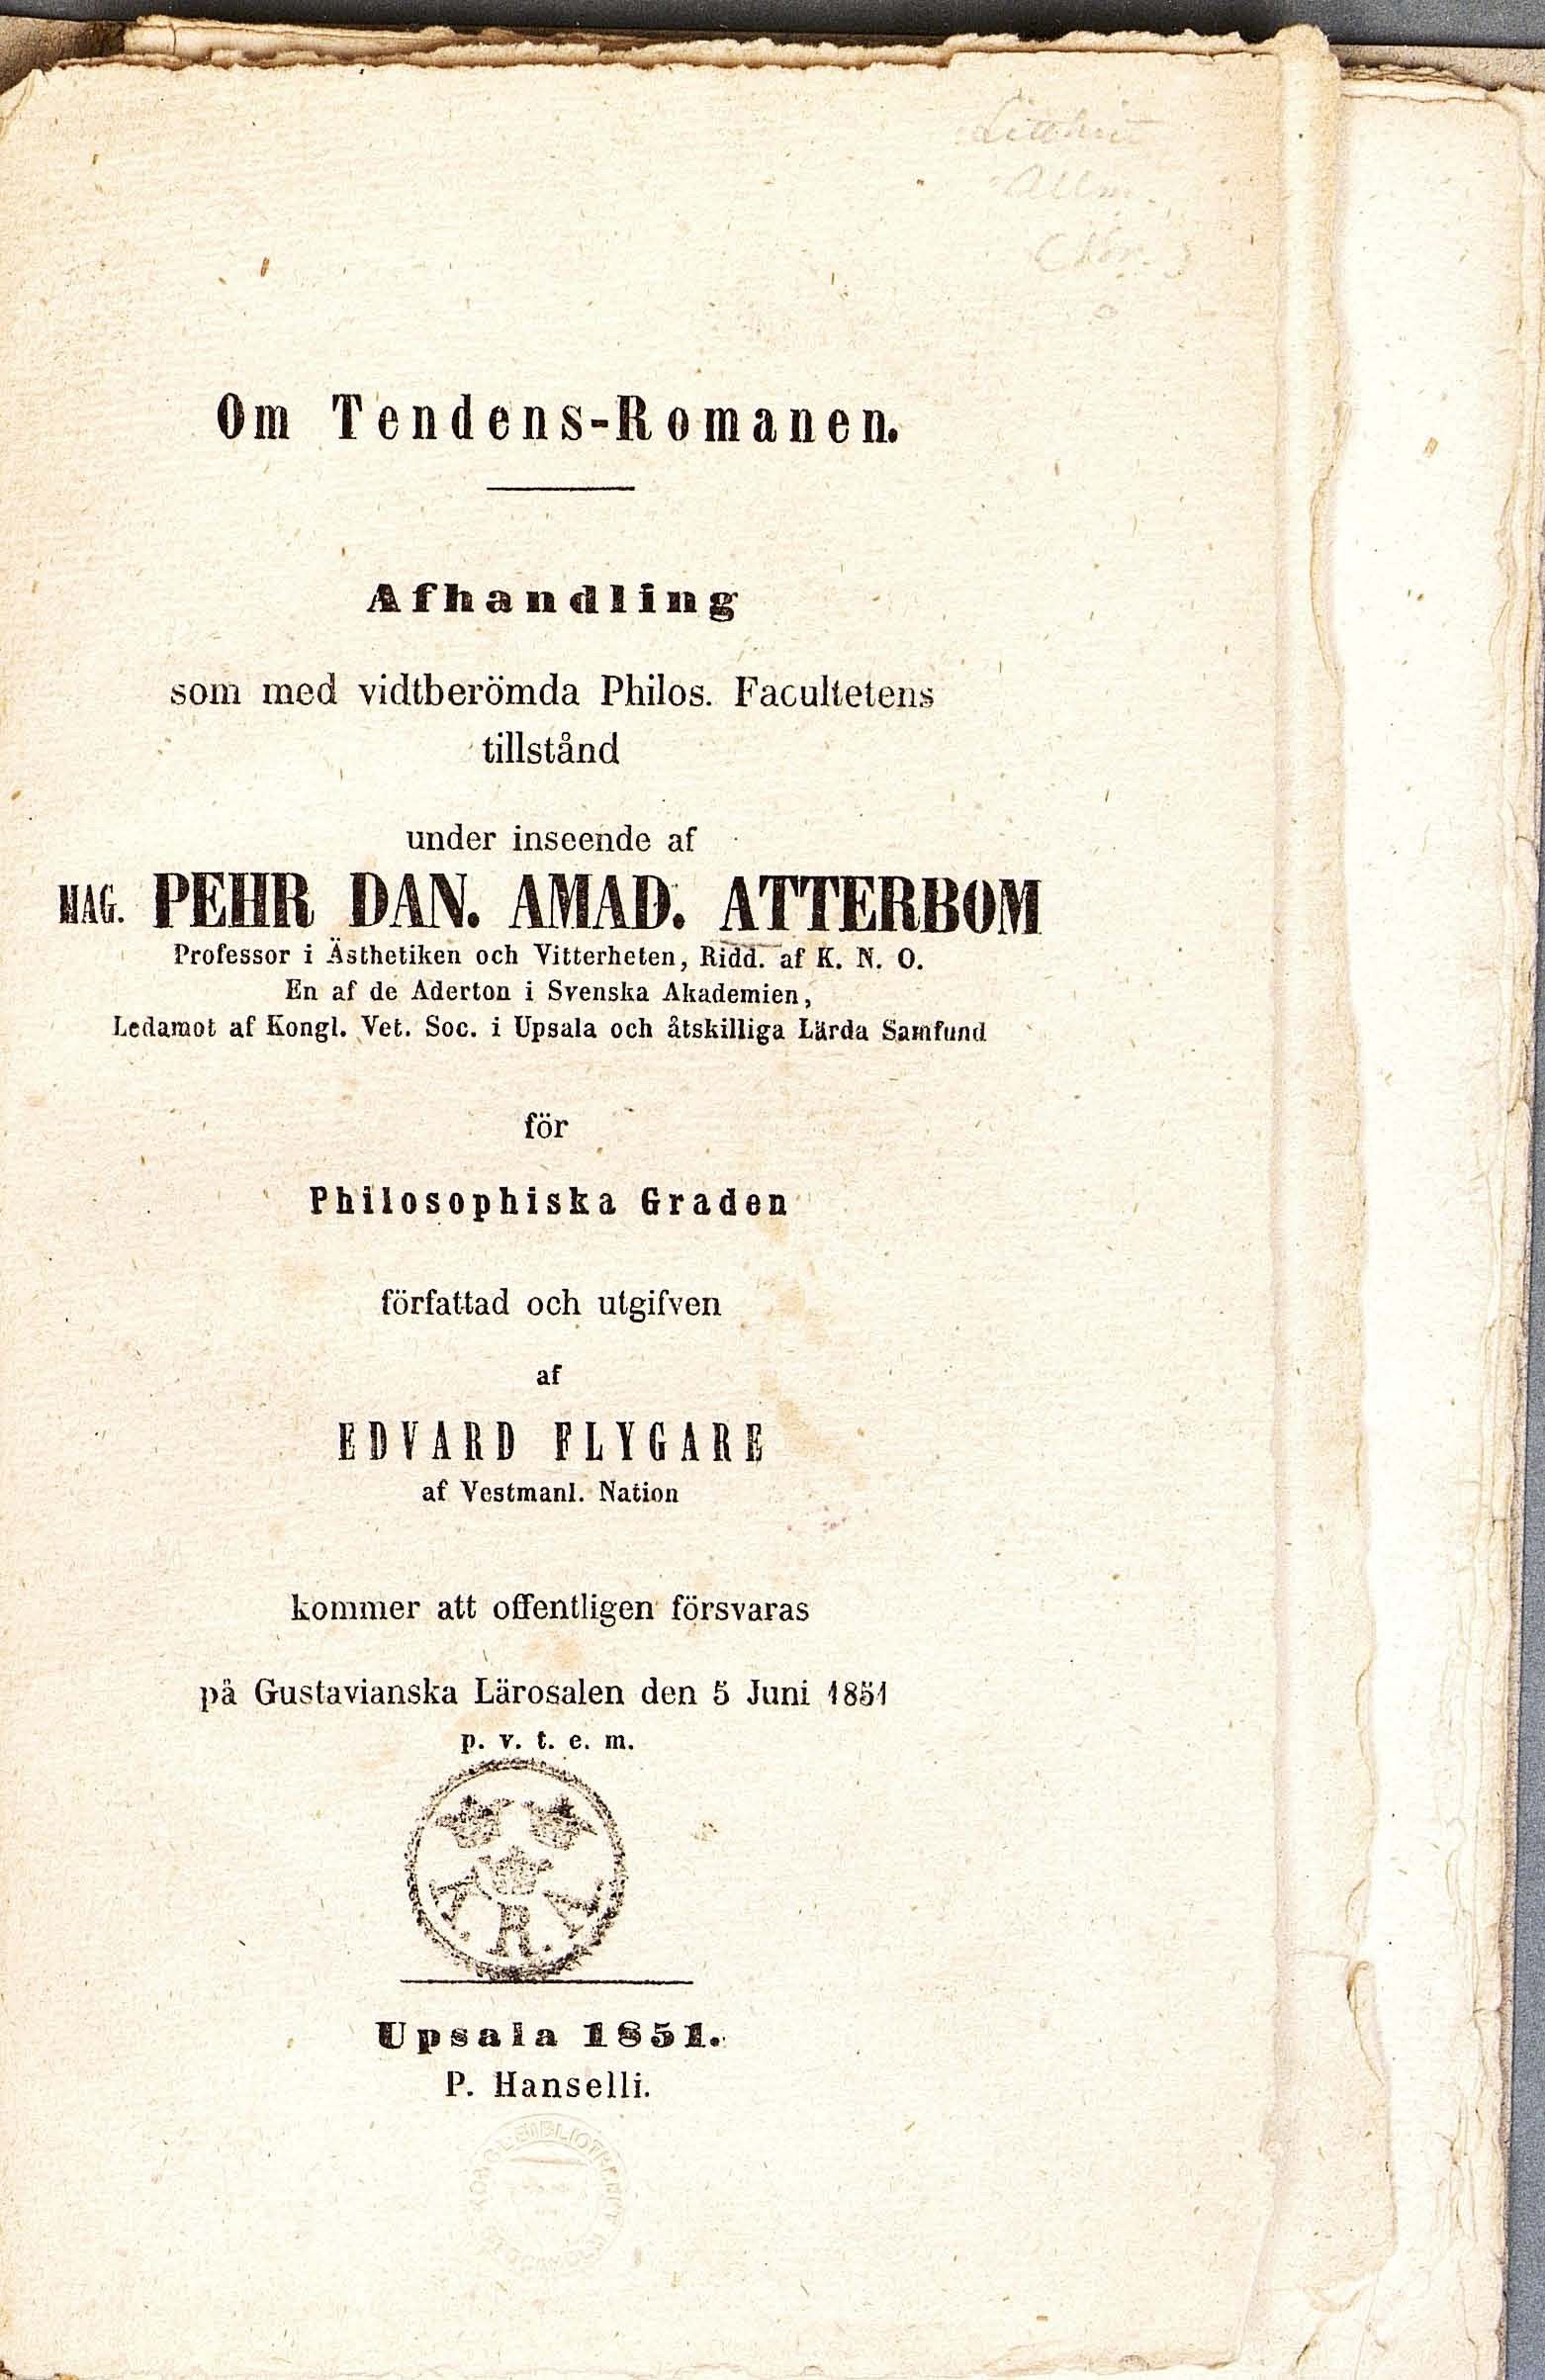 Om Tendens-Romanen.
Afhandling
som med vidtberömda Philos. Facultetens
tillstånd
under inseende af
MAG. PEHR DAN. AMAD. ATTERBOM
Professor i Ästhetiken och Vitterheten, Ridd. af K. N. O.
En af de Aderton i Svenska Akademien,
Ledamot af Kongl. Vet. Soc. i Upsala och åtskilliga Lärda Samfund
för
Philosophiska Graden
författad och utgifven
af
EDVARD FLYGARE
af Vestmanl. Nation
kommer att offentligen försvaras
på Gustavianska Lärosalen den 5 Juni 1851
p. v. t. e. m.
R.
Upsala 1851.
P. Hanselli.